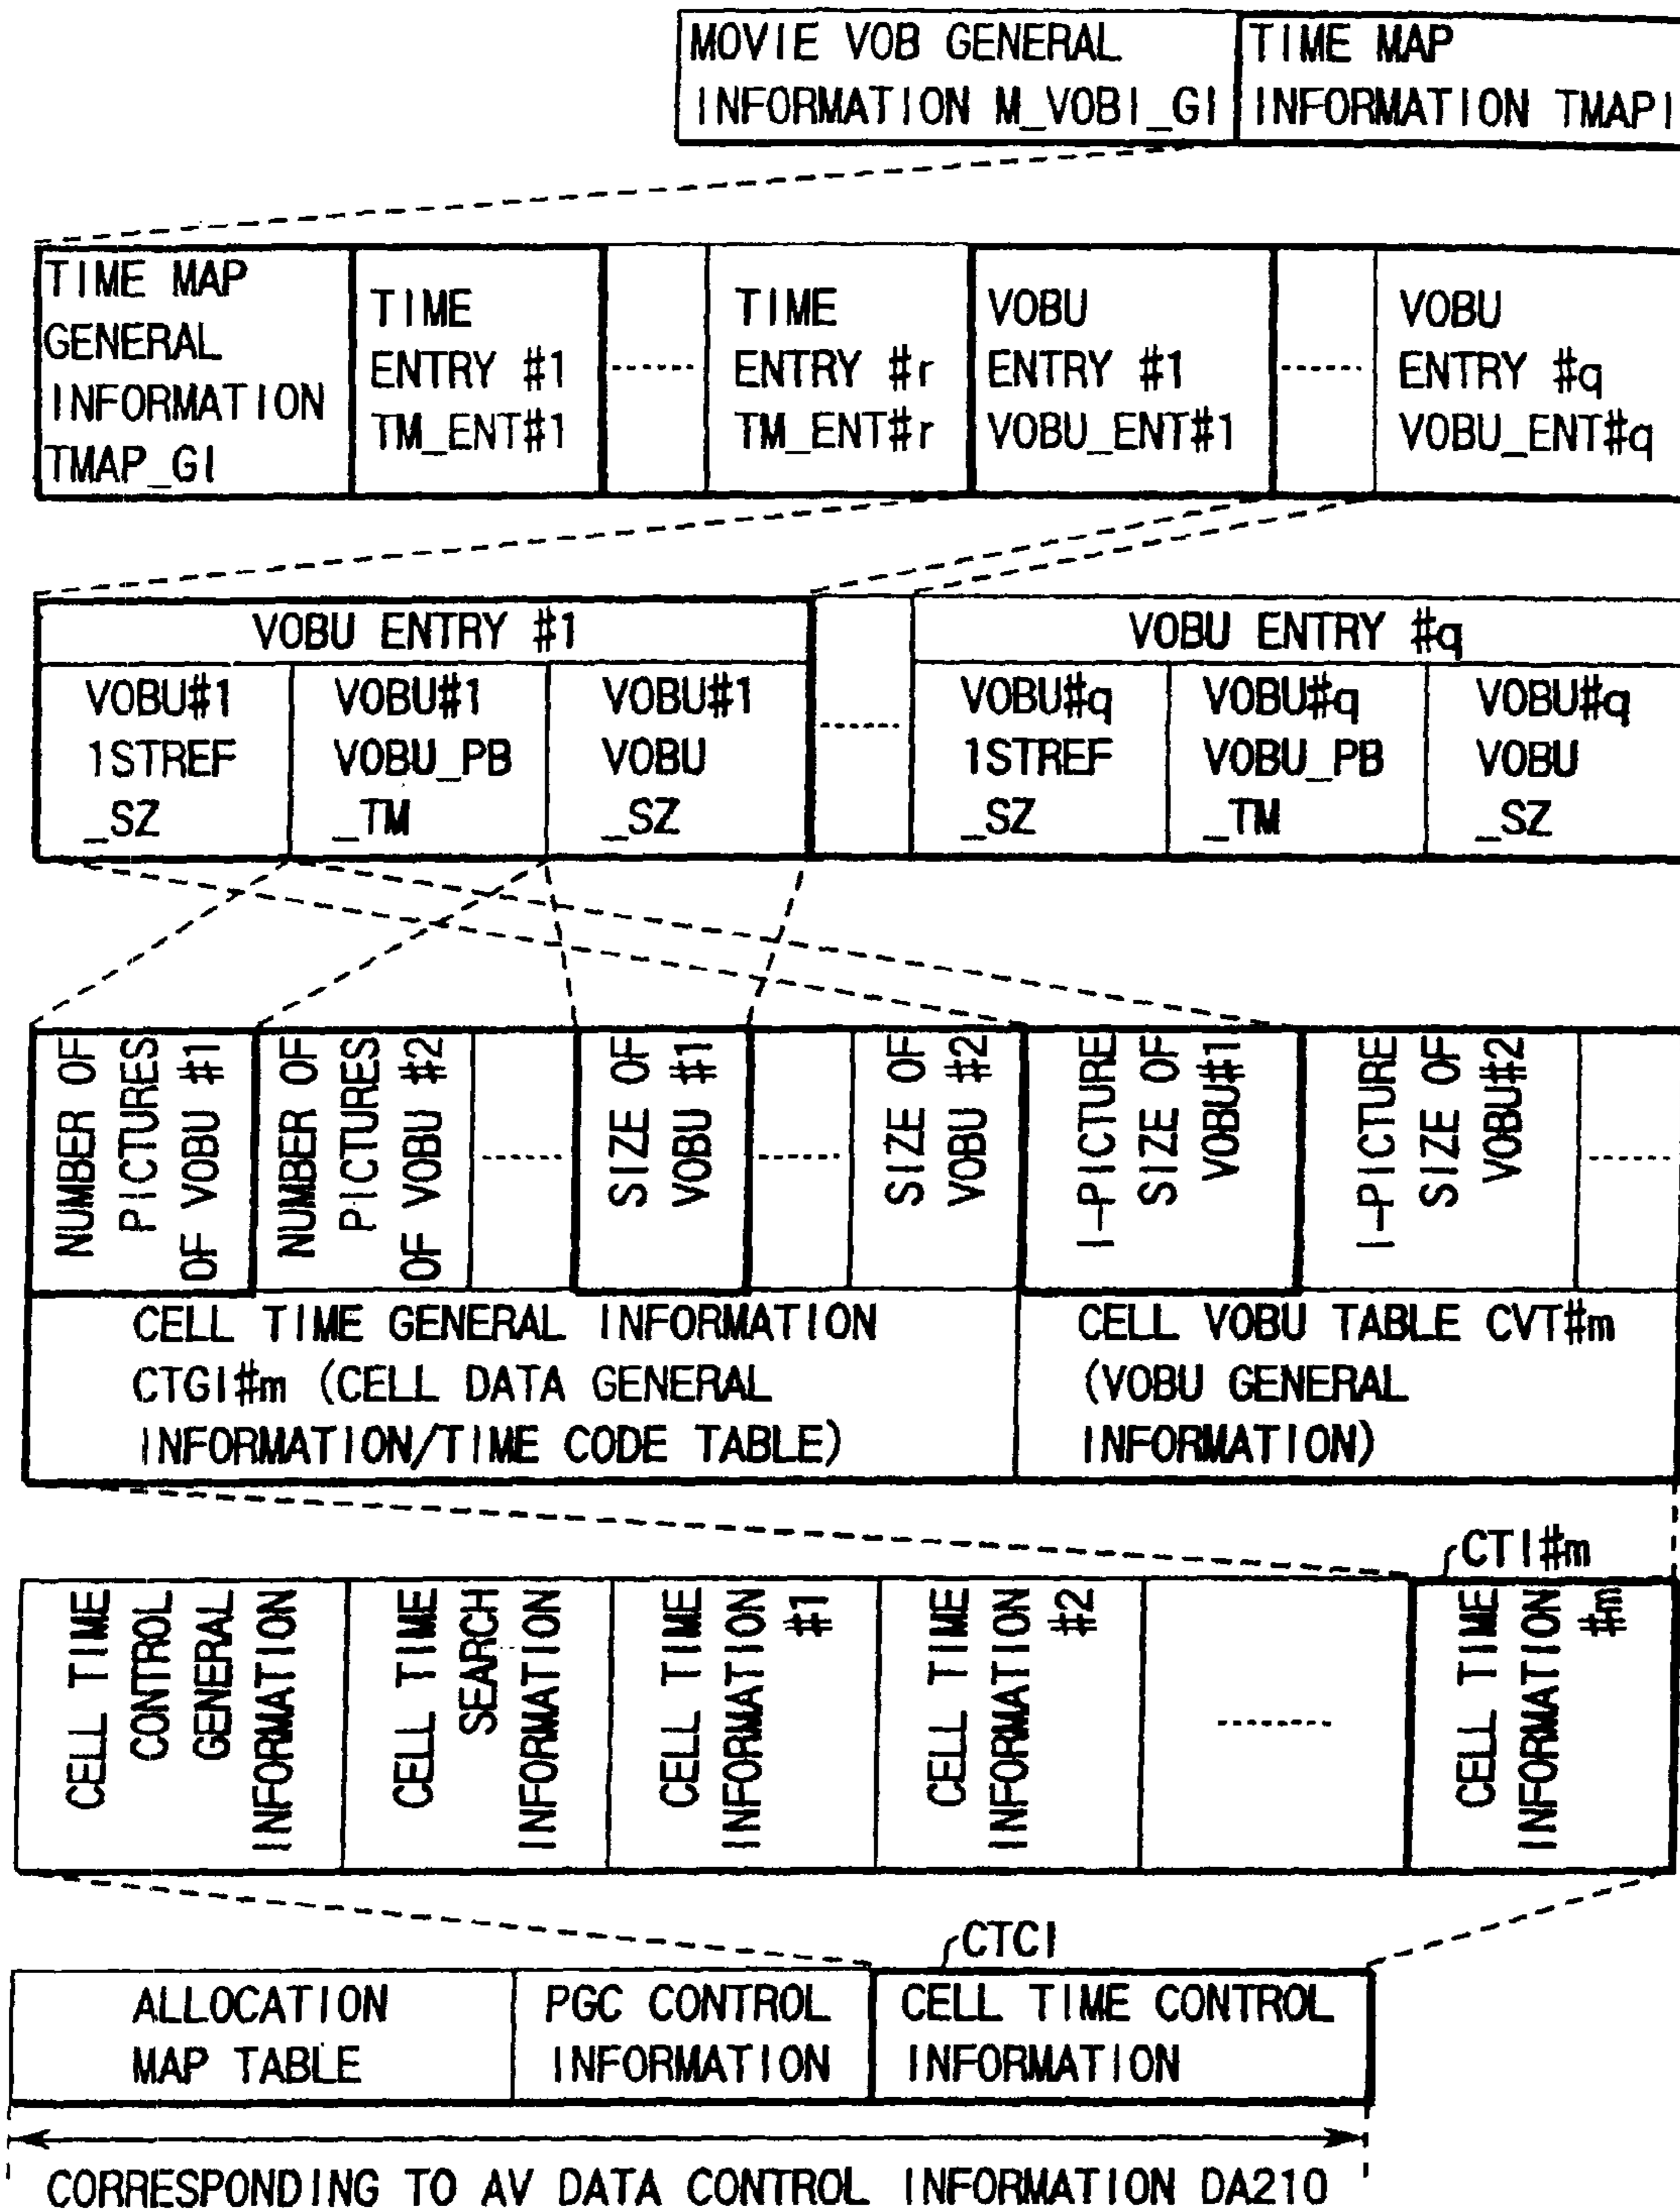 MOVIE VOB GENERAL
INFORMATION M_VOBI_GI
TIME MAP
INFORMATION TMAPI
TIME MAP
GENERAL
INFORMATION
TMAP_GI
TIME
ENTRY #1
TM_ENT#1
TIME
ENTRY #r
TM_ENT#r
VOBU
ENTRY #1
VOBU_ENT#1
VOBU
ENTRY #q
VOBU_ENT#q
VOBU ENTRY #1
VOBU#1
1STREF
_SZ
VOBU#1
VOBU_PB
_TM
VOBU#1
VOBU
_SZ
VOBU ENTRY #q
VOBU#q
1STREF
_SZ
VOBU#q
VOBU_PB
_TM
VOBU#q
VOBU
_SZ
NUMBER OF
PICTURES
OF VOBU #1
NUMBER OF
PICTURES
OF VOBU #2
SIZE OF
VOBU #1
SIZE OF
VOBU #2
I-PICTURE
SIZE OF
VOBU#1
I-PICTURE
SIZE OF
VOBU#2
CELL TIME GENERAL INFORMATION
CTGI#m (CELL DATA GENERAL
INFORMATION/TIME CODE TABLE)
CELL VOBU TABLE CVT#m
(VOBU GENERAL
INFORMATION)
CTI#m
CELL TIME
CONTROL
GENERAL
INFORMATION
CELL TIME
SEARCH
INFORMATION
CELL TIME
INFORMATION
#1
CELL TIME
INFORMATION
#2
CELL TIME
INFORMATION
#m
CTCI
ALLOCATION
MAP TABLE
PGC CONTROL
INFORMATION
CELL TIME CONTROL
INFORMATION
CORRESPONDING TO AV DATA CONTROL INFORMATION DA210